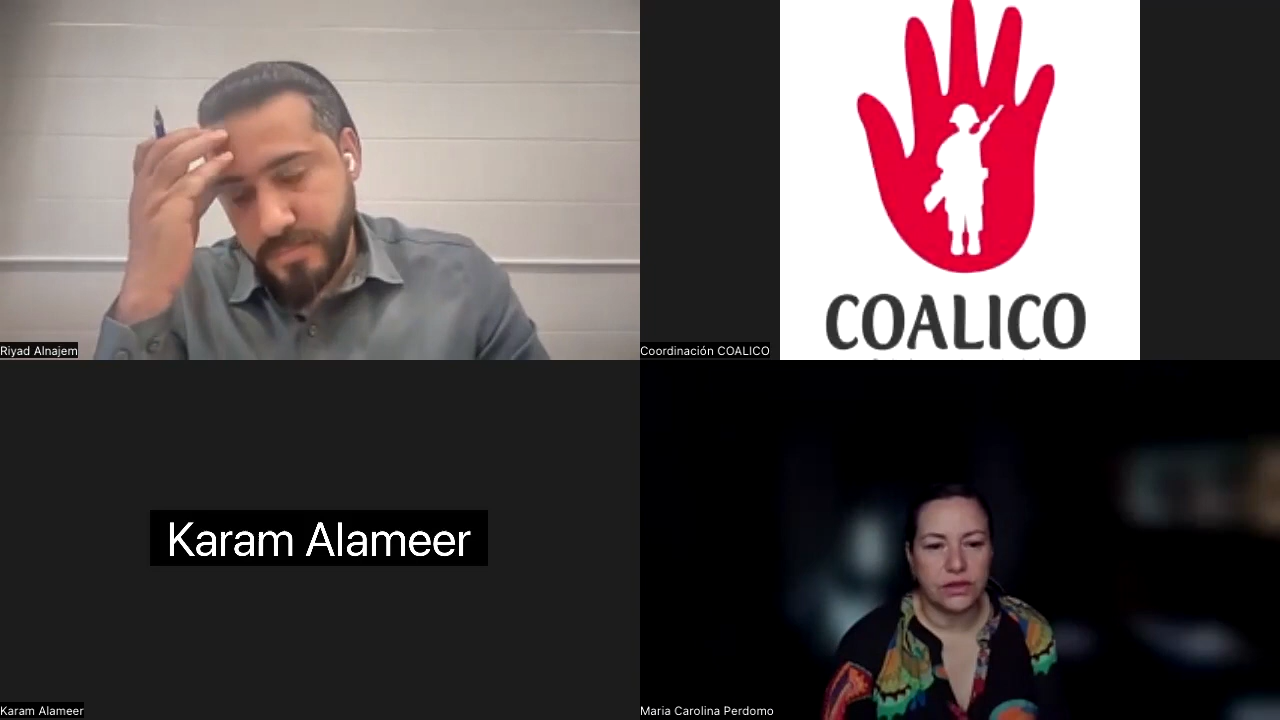 Riyad Alnajem
COALICO
Coordinación COALICO
Karam Alameer
Karam Alameer
Maria Carolina Perdomo